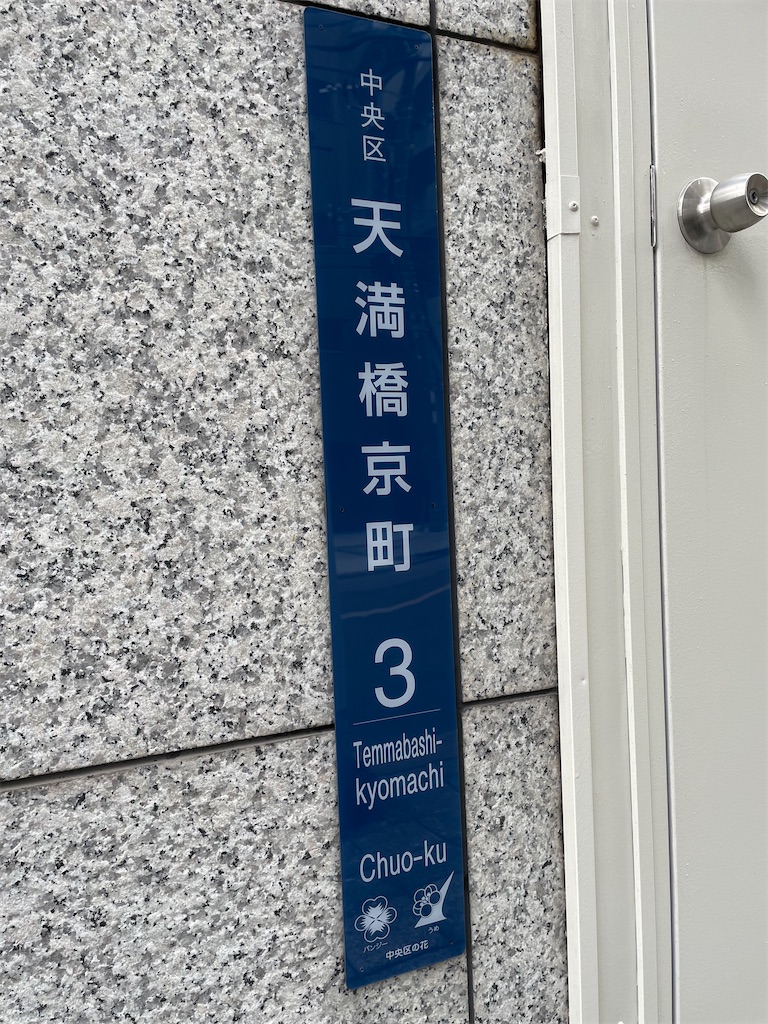 中央区
天満橋京町
3
Temmabashi-
kyomachi
Chuo-ku
パンジー
うめ
中央区の花